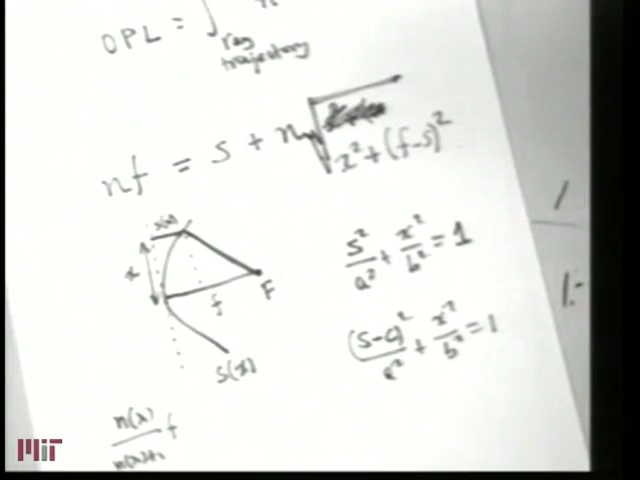 OPL = ∫
ray
trajectory
nf = s + n √ x² + (f-s)²
s(x)
x
f
F
s(x)
s²/a² + x²/b² = 1
(s-c)²/a² + x²/b² = 1
n(x)
f
MIT